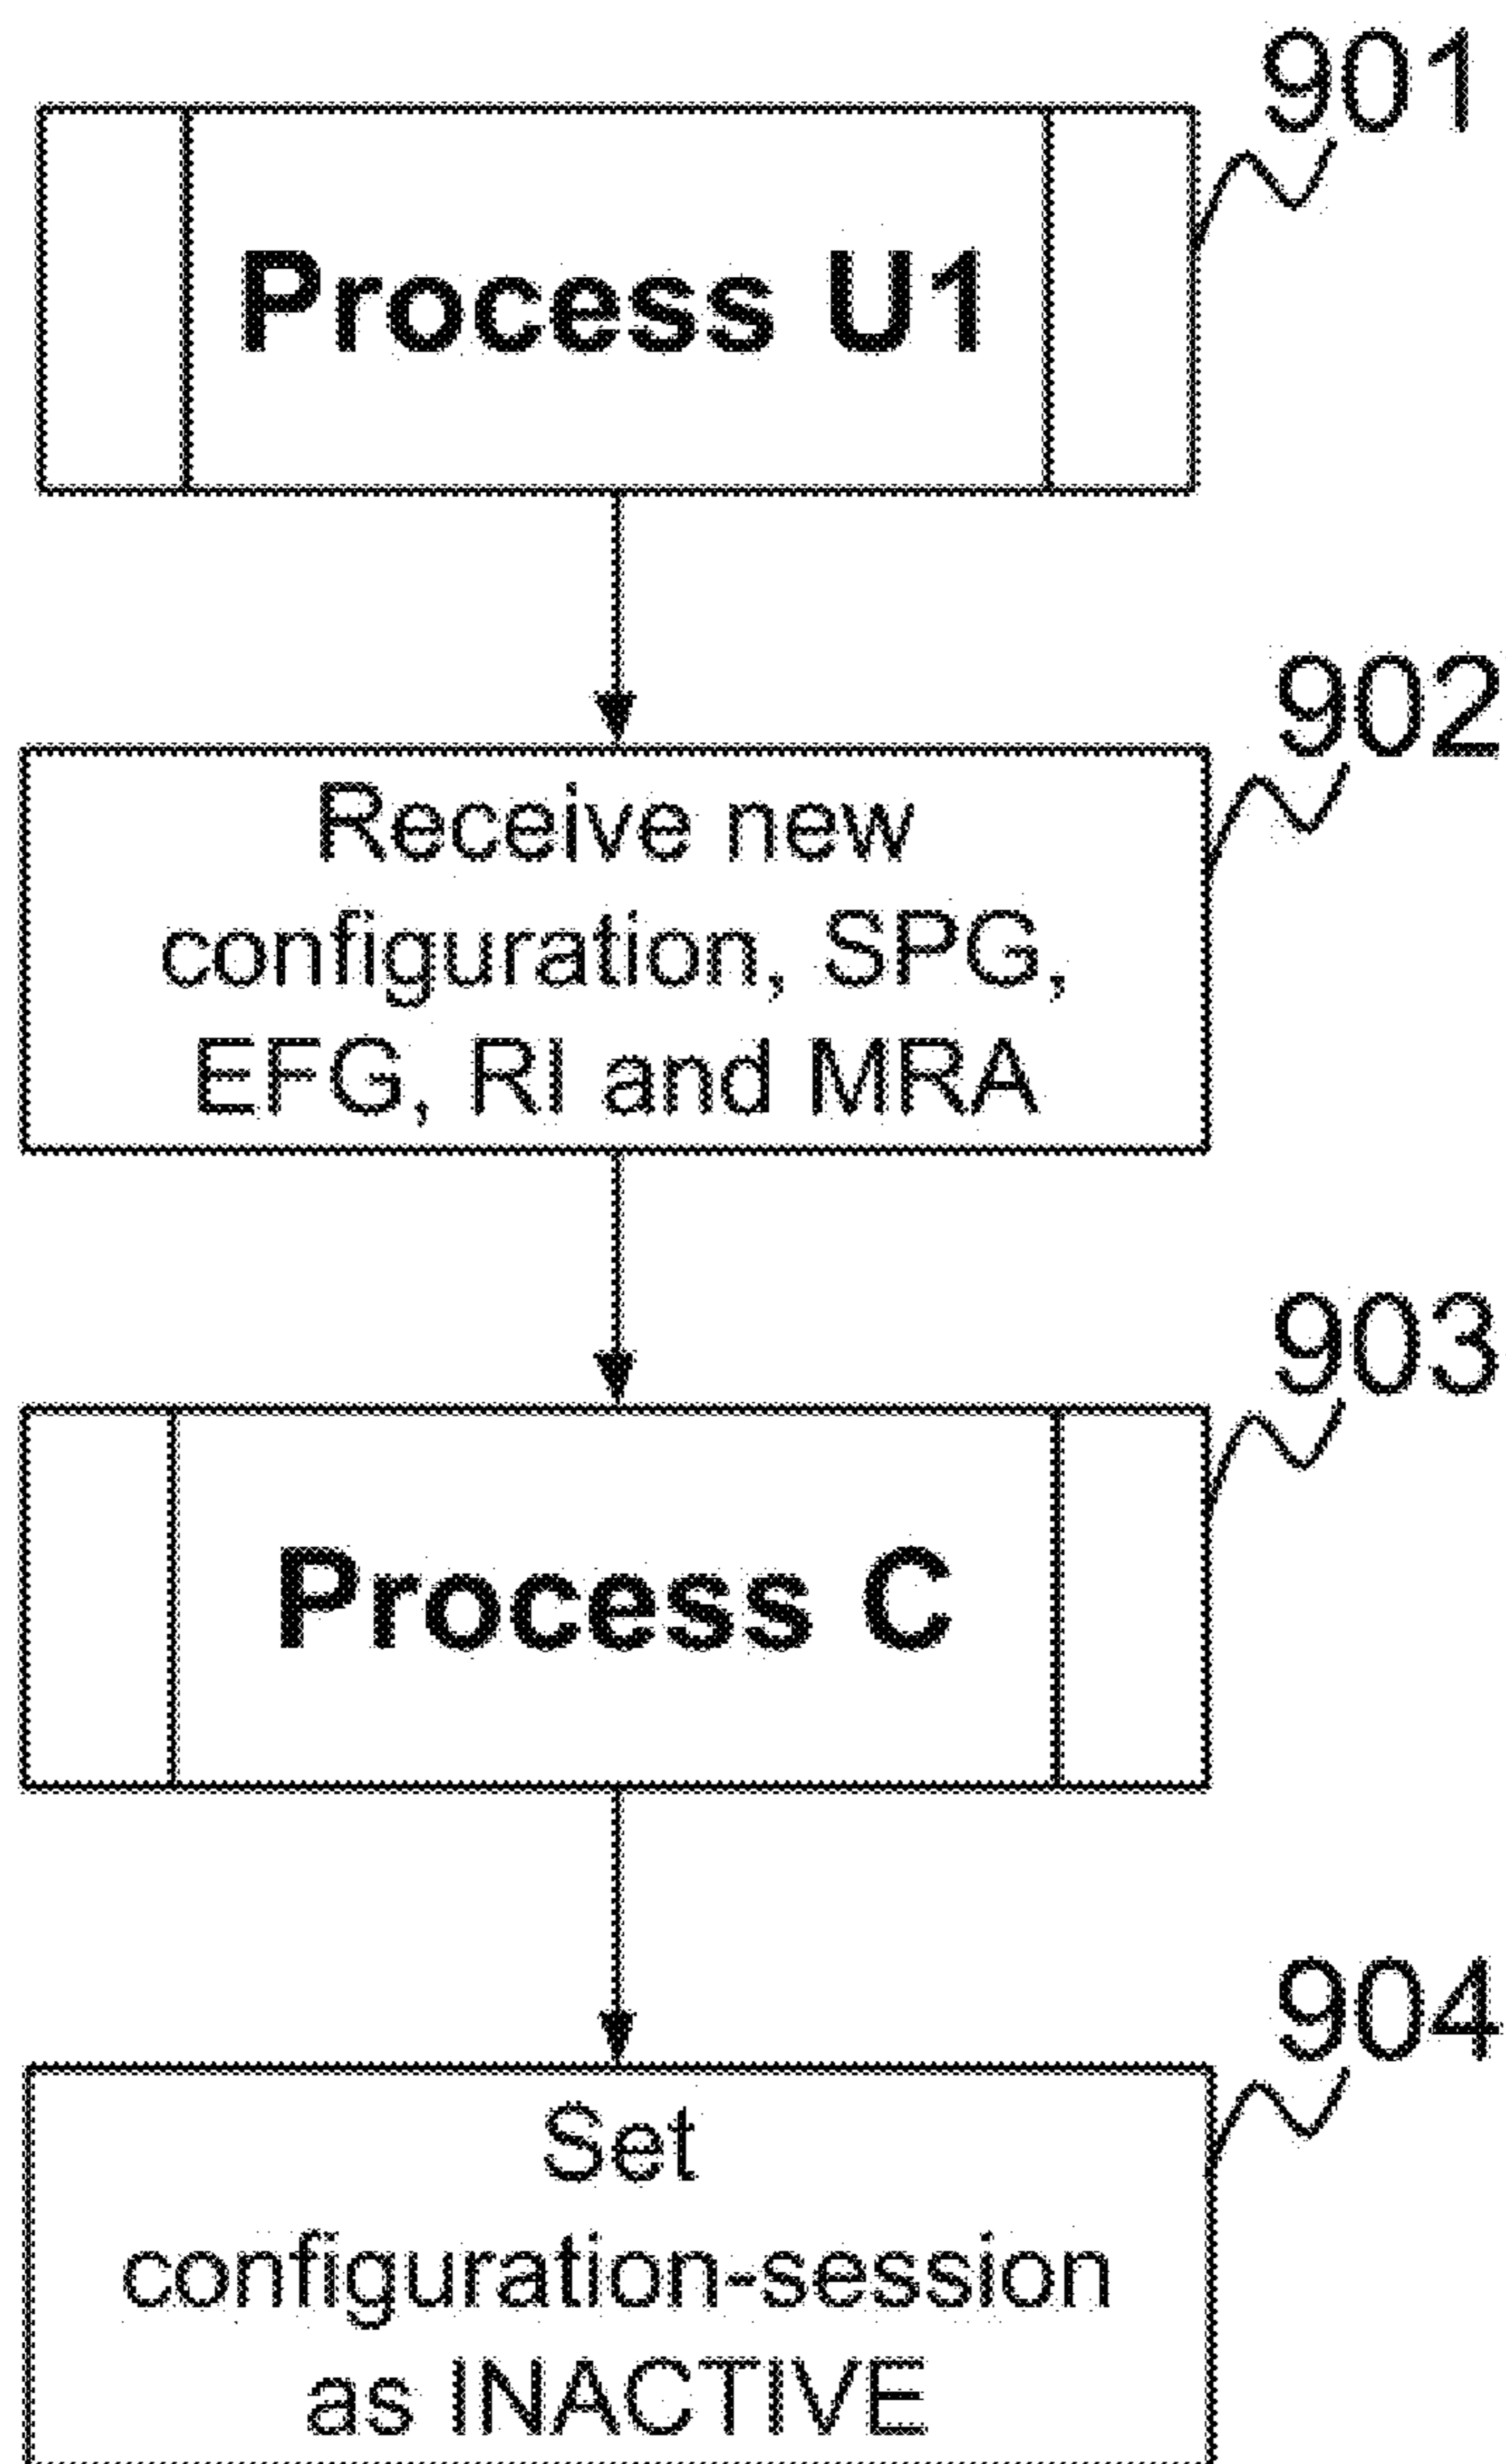 901
Process U1
902
Receive new
configuration, SPG,
EFG, RI and MRA
903
Process C
904
Set
configuration-session
as INACTIVE